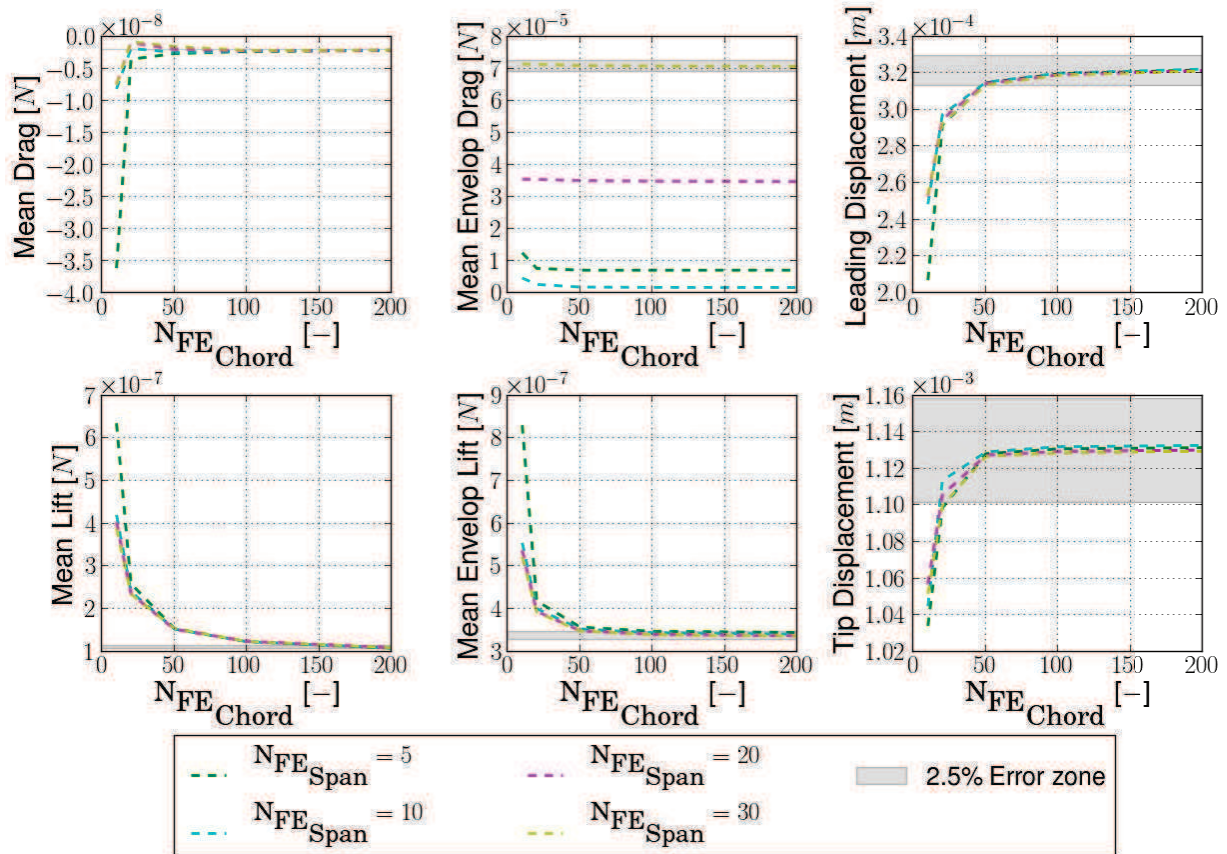 ×10⁻⁸
Mean Drag [N]
0.0
−0.5
−1.0
−1.5
−2.0
−2.5
−3.0
−3.5
−4.0
0 50 100 150 200
N_FE_Chord [−]
×10⁻⁵
Mean Envelop Drag [N]
8
7
6
5
4
3
2
1
0
0 50 100 150 200
N_FE_Chord [−]
×10⁻⁴
Leading Displacement [m]
3.4
3.2
3.0
2.8
2.6
2.4
2.2
2.0
0 50 100 150 200
N_FE_Chord [−]
×10⁻⁷
Mean Lift [N]
7
6
5
4
3
2
1
0 50 100 150 200
N_FE_Chord [−]
×10⁻⁷
Mean Envelop Lift [N]
9
8
7
6
5
4
3
0 50 100 150 200
N_FE_Chord [−]
×10⁻³
Tip Displacement [m]
1.16
1.14
1.12
1.10
1.08
1.06
1.04
1.02
0 50 100 150 200
N_FE_Chord [−]
N_FE_Span = 5
N_FE_Span = 10
N_FE_Span = 20
N_FE_Span = 30
2.5% Error zone